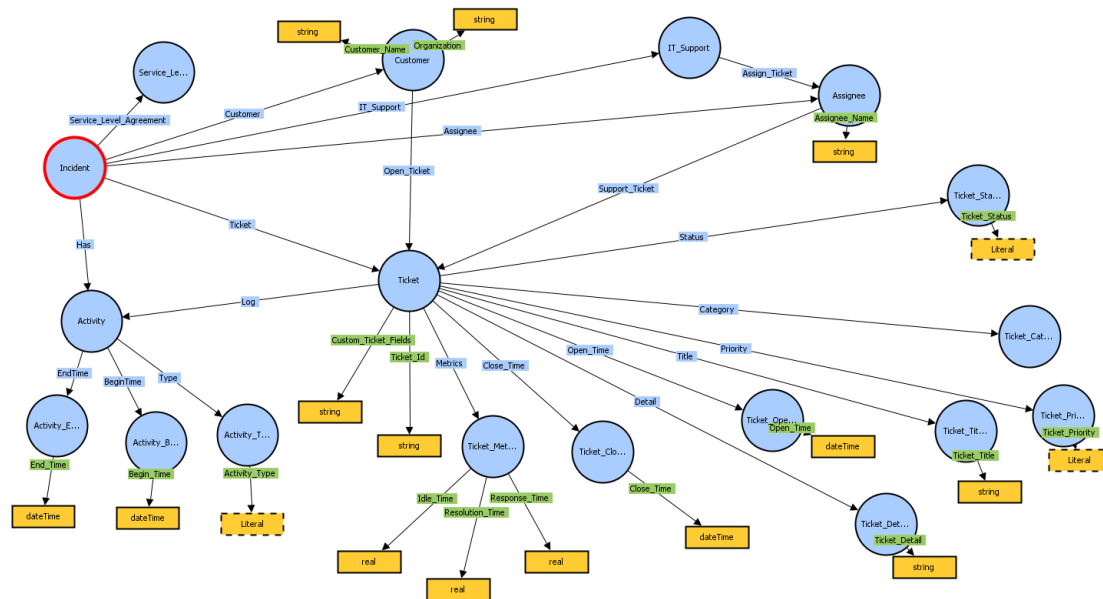 string
string
Customer_Name
Organization
Customer
IT_Support
Service_Le...
Assign_Ticket
Assignee
Customer
IT_Support
Service_Level_Agreement
Assignee_Name
Assignee
string
Incident
Open_Ticket
Support_Ticket
Ticket_Sta...
Ticket_Status
Ticket
Status
Has
Literal
Ticket
Log
Category
Activity
Custom_Ticket_Fields
Ticket_Id
Metrics
Close_Time
Open_Time
Title
Priority
Ticket_Cat...
EndTime
BeginTime
Type
Detail
string
string
Activity_E...
Activity_B...
Activity_T...
Ticket_Met...
Ticket_Clo...
Ticket_Ope...
Open_Time
dateTime
Ticket_Tit...
Ticket_Title
Ticket_Pri...
Ticket_Priority
Literal
End_Time
Begin_Time
Activity_Type
Idle_Time
Response_Time
Resolution_Time
Close_Time
string
dateTime
dateTime
Literal
Ticket_Det...
Ticket_Detail
dateTime
real
real
real
string